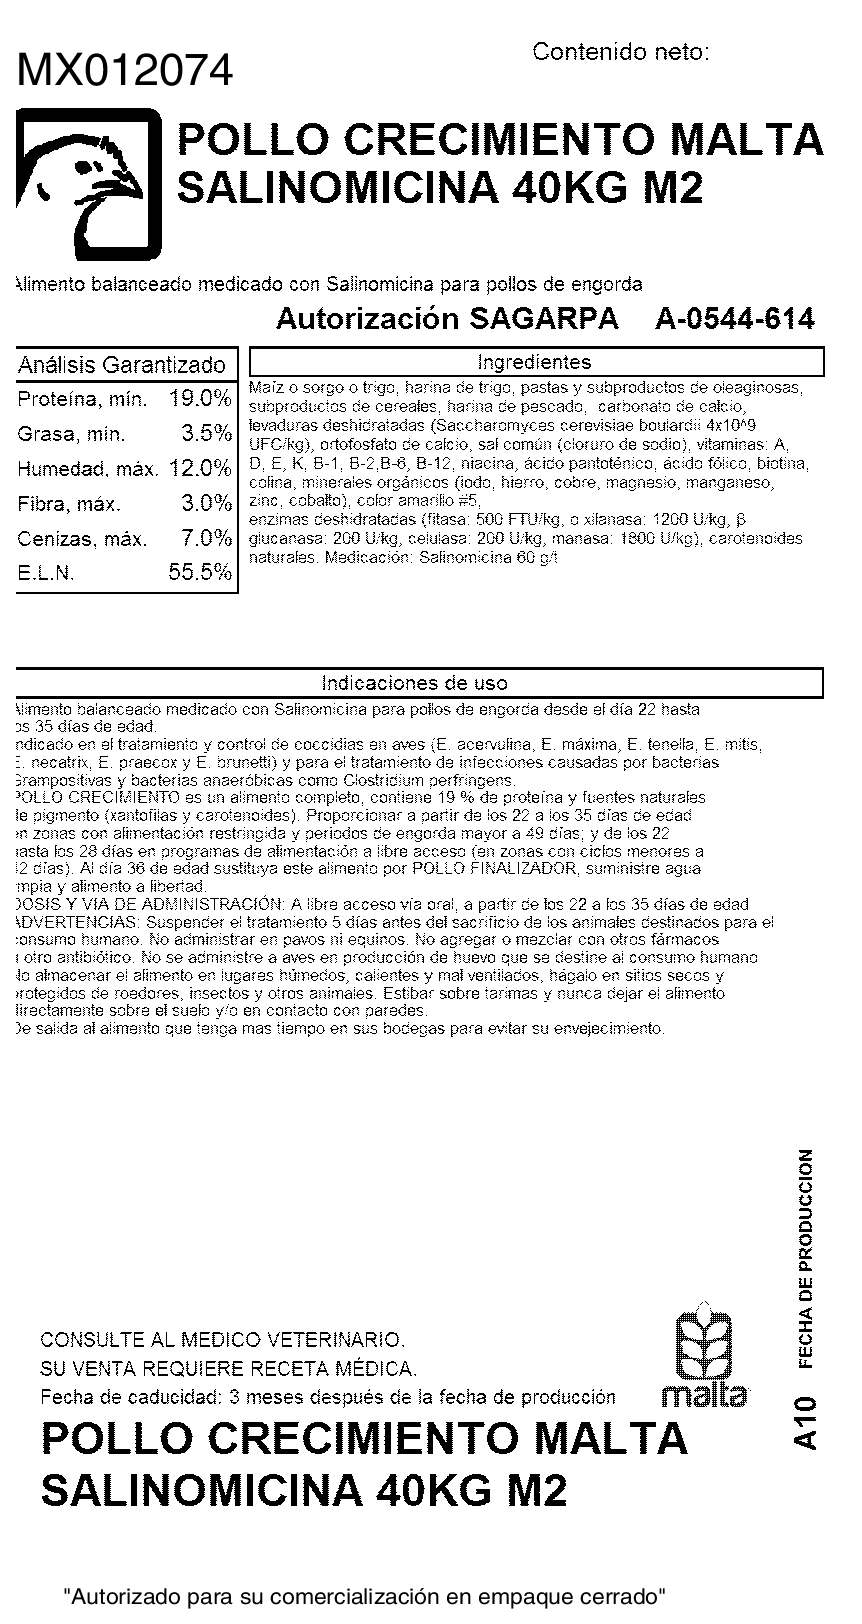 Contenido neto:
MX012074
POLLO CRECIMIENTO MALTA
SALINOMICINA 40KG M2
Alimento balanceado medicado con Salinomicina para pollos de engorda
Autorización SAGARPA A-0544-614
Análisis Garantizado
Proteína, mín. 19.0%
Grasa, mín. 3.5%
Humedad, máx. 12.0%
Fibra, máx. 3.0%
Cenizas, máx. 7.0%
E.L.N. 55.5%
Ingredientes
Maíz o sorgo o trigo, harina de trigo, pastas y subproductos de oleaginosas,
subproductos de cereales, harina de pescado, carbonato de calcio,
levaduras deshidratadas (Saccharomyces cerevisiae boulardii 4x10^9
UFC/kg), ortofosfato de calcio, sal común (cloruro de sodio), vitaminas: A,
D, E, K, B-1, B-2,B-6, B-12, niacina, ácido pantoténico, ácido fólico, biotina,
colina, minerales orgánicos (iodo, hierro, cobre, magnesio, manganeso,
zinc, cobalto), color amarillo #5,
enzimas deshidratadas (fitasa: 500 FTU/kg, o xilanasa: 1200 U/kg, β
glucanasa: 200 U/kg, celulasa: 200 U/kg, manasa: 1800 U/kg), carotenoides
naturales. Medicación: Salinomicina 60 g/t
Indicaciones de uso
Alimento balanceado medicado con Salinomicina para pollos de engorda desde el día 22 hasta
os 35 días de edad.
ndicado en el tratamiento y control de coccidias en aves (E. acervulina, E. máxima, E. tenella, E. mitis,
E. necatrix, E. praecox y E. brunetti) y para el tratamiento de infecciones causadas por bacterias
Grampositivas y bacterias anaeróbicas como Clostridium perfringens.
POLLO CRECIMIENTO es un alimento completo, contiene 19 % de proteína y fuentes naturales
de pigmento (xantofilas y carotenoides). Proporcionar a partir de los 22 a los 35 días de edad
en zonas con alimentación restringida y periodos de engorda mayor a 49 días; y de los 22
hasta los 28 días en programas de alimentación a libre acceso (en zonas con ciclos menores a
42 días). Al día 36 de edad sustituya este alimento por POLLO FINALIZADOR, suministre agua
mpia y alimento a libertad.
DOSIS Y VIA DE ADMINISTRACIÓN: A libre acceso vía oral, a partir de los 22 a los 35 días de edad
ADVERTENCIAS: Suspender el tratamiento 5 días antes del sacrificio de los animales destinados para el
consumo humano. No administrar en pavos ni equinos. No agregar o mezclar con otros fármacos
u otro antibiótico. No se administre a aves en producción de huevo que se destine al consumo humano
No almacenar el alimento en lugares húmedos, calientes y mal ventilados, hágalo en sitios secos y
protegidos de roedores, insectos y otros animales. Estibar sobre tarimas y nunca dejar el alimento
directamente sobre el suelo y/o en contacto con paredes.
De salida al alimento que tenga mas tiempo en sus bodegas para evitar su envejecimiento.
A10 FECHA DE PRODUCCION
CONSULTE AL MEDICO VETERINARIO.
SU VENTA REQUIERE RECETA MÉDICA.
Fecha de caducidad: 3 meses después de la fecha de producción
malta
POLLO CRECIMIENTO MALTA
SALINOMICINA 40KG M2
"Autorizado para su comercialización en empaque cerrado"